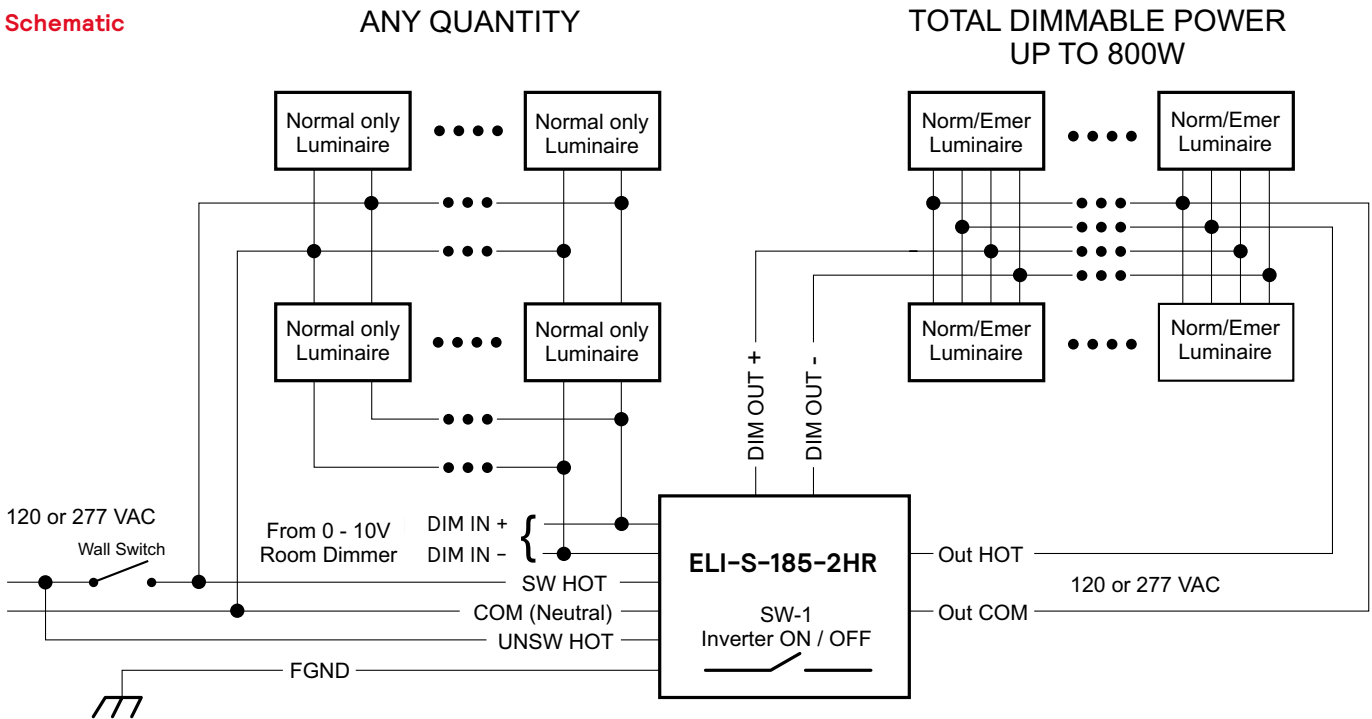 Schematic
ANY QUANTITY
TOTAL DIMMABLE POWER
UP TO 800W
Normal only
Luminaire
Normal only
Luminaire
Norm/Emer
Luminaire
Norm/Emer
Luminaire
Normal only
Luminaire
Normal only
Luminaire
Norm/Emer
Luminaire
Norm/Emer
Luminaire
DIM OUT +
DIM OUT -
120 or 277 VAC
Wall Switch
From 0 - 10V
Room Dimmer
DIM IN +
DIM IN -
{
SW HOT
COM (Neutral)
UNSW HOT
FGND
ELI-S-185-2HR
SW-1
Inverter ON / OFF
Out HOT
120 or 277 VAC
Out COM